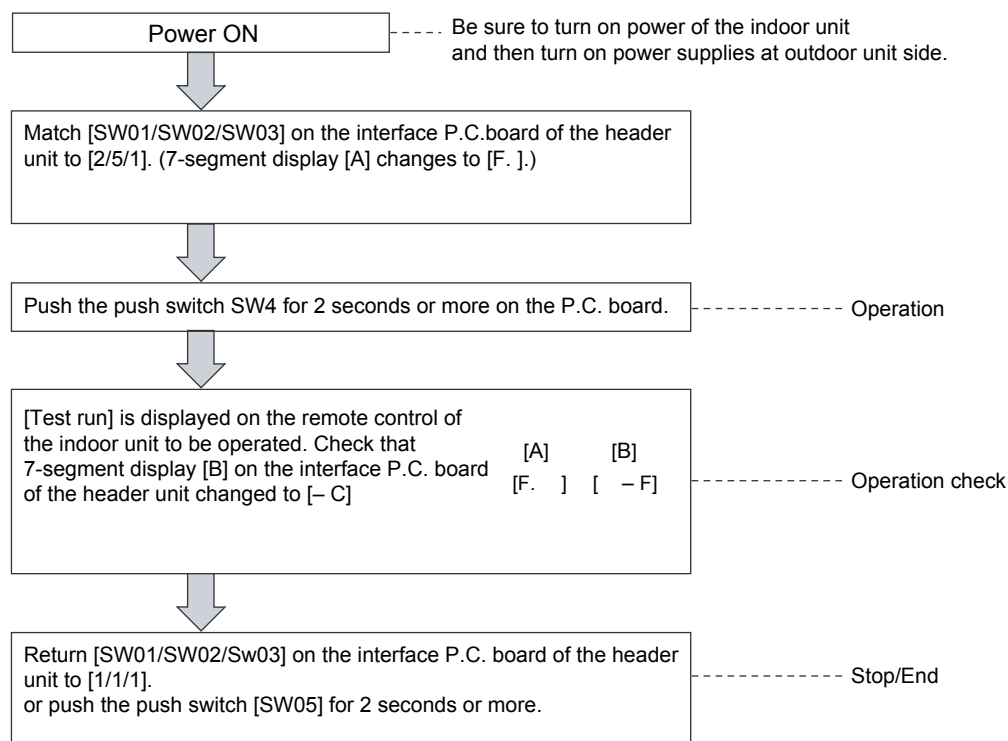 Power ON
Be sure to turn on power of the indoor unit
and then turn on power supplies at outdoor unit side.
Match [SW01/SW02/SW03] on the interface P.C.board of the header
unit to [2/5/1]. (7-segment display [A] changes to [F. ].)
Push the push switch SW4 for 2 seconds or more on the P.C. board.
Operation
[Test run] is displayed on the remote control of
the indoor unit to be operated. Check that
7-segment display [B] on the interface P.C. board
of the header unit changed to [– C]
[A] [B]
[F. ] [ – F]
Operation check
Return [SW01/SW02/Sw03] on the interface P.C. board of the header
unit to [1/1/1].
or push the push switch [SW05] for 2 seconds or more.
Stop/End